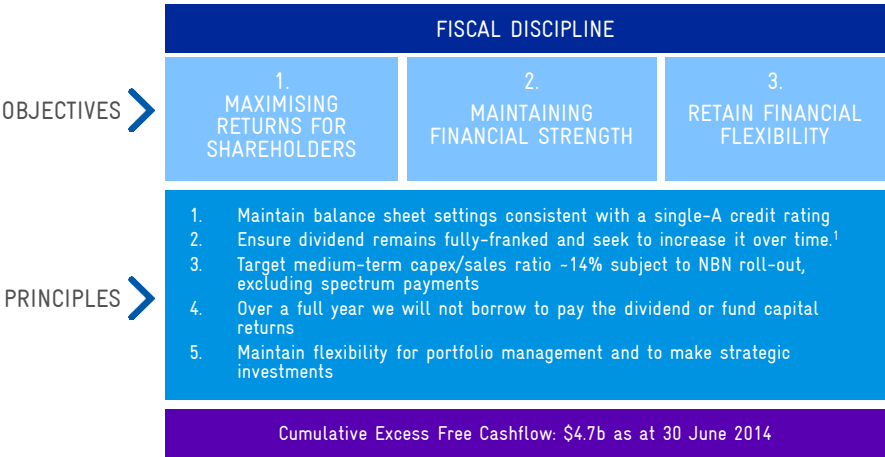 FISCAL DISCIPLINE
OBJECTIVES
1.
MAXIMISING
RETURNS FOR
SHAREHOLDERS
2.
MAINTAINING
FINANCIAL STRENGTH
3.
RETAIN FINANCIAL
FLEXIBILITY
PRINCIPLES
1. Maintain balance sheet settings consistent with a single-A credit rating
2. Ensure dividend remains fully-franked and seek to increase it over time.¹
3. Target medium-term capex/sales ratio ~14% subject to NBN roll-out,
excluding spectrum payments
4. Over a full year we will not borrow to pay the dividend or fund capital
returns
5. Maintain flexibility for portfolio management and to make strategic
investments
Cumulative Excess Free Cashflow: $4.7b as at 30 June 2014